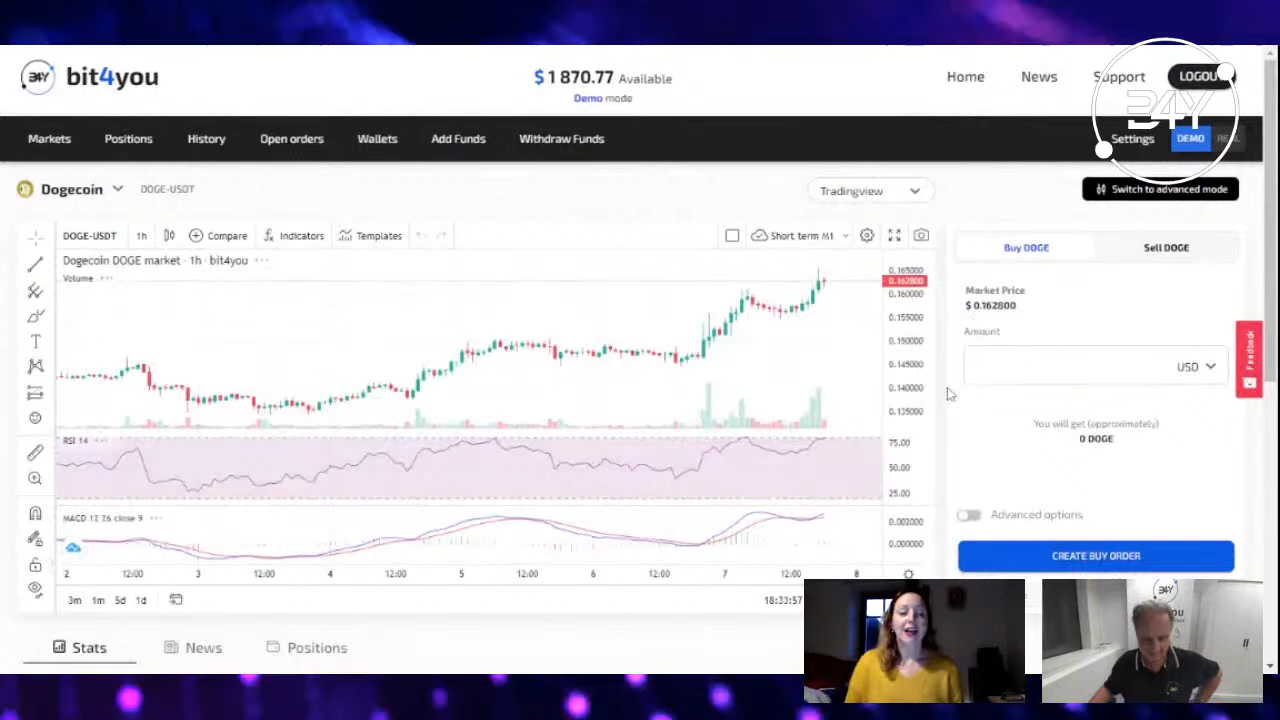 34Y bit4you
$ 1 870.77 Available
Demo mode
Home News Support LOGOUT
B4Y
Markets Positions History Open orders Wallets Add Funds Withdraw Funds Settings DEMO REAL
Dogecoin DOGE-USDT Tradingview Switch to advanced mode
DOGE-USDT 1h Compare Indicators Templates Short term M1
Dogecoin DOGE market · 1h · bit4you
Volume
0.165000
0.162800
0.160000
0.155000
0.150000
0.145000
0.140000
0.135000
RSI 14
75.00
50.00
25.00
MACD 12 26 close 9
0.002000
0.000000
2 12:00 3 12:00 4 12:00 5 12:00 6 12:00 7 12:00 8
3m 1m 5d 1d 18:33:57
Buy DOGE Sell DOGE
Market Price
$ 0.162800
Amount
USD
You will get (approximately)
0 DOGE
Advanced options
CREATE BUY ORDER
Feedback
Stats News Positions
34Y